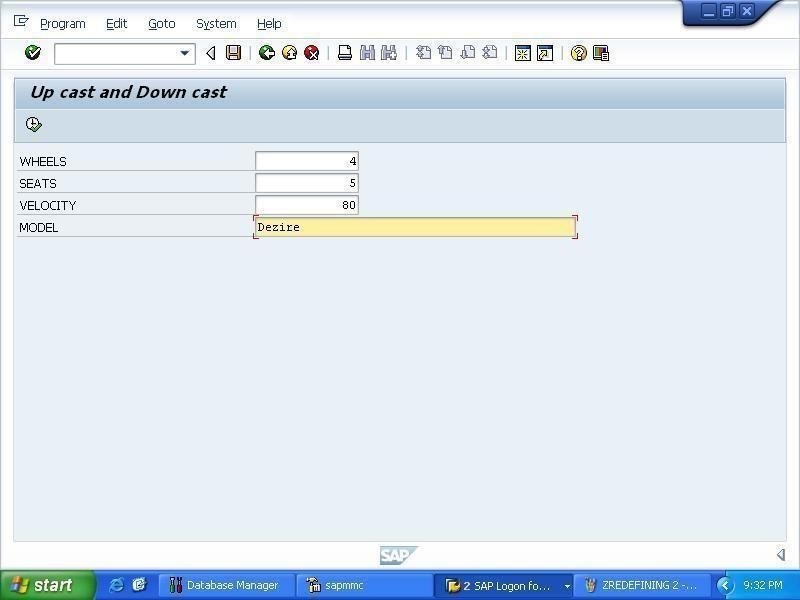 Program Edit Goto System Help
Up cast and Down cast
WHEELS 4
SEATS 5
VELOCITY 80
MODEL Dezire
SAP
start Database Manager sapmmc 2 SAP Logon fo... ZREDEFINING 2 -... 9:32 PM